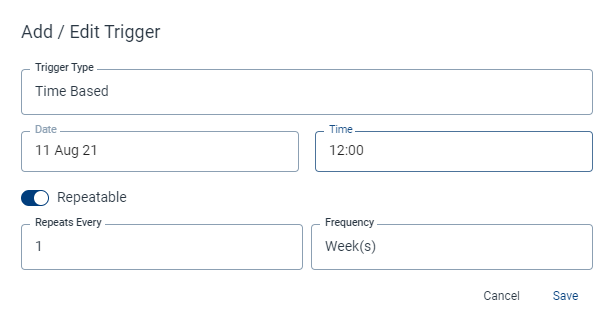 Add / Edit Trigger
Trigger Type
Time Based
Date
Time
11 Aug 21
12:00
Repeatable
Repeats Every
Frequency
1
Week(s)
Cancel
Save